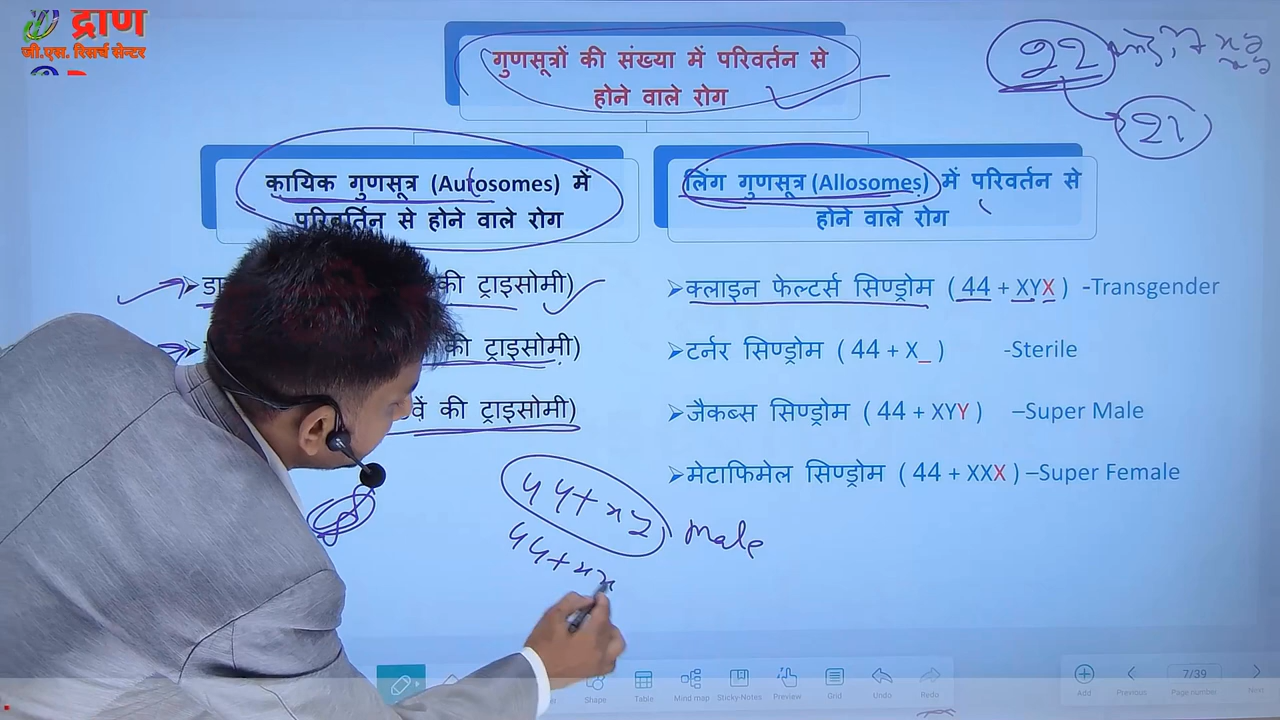 द्राण
जी.एस. रिसर्च सेन्टर
गुणसूत्रों की संख्या में परिवर्तन से
होने वाले रोग
22
21
कायिक गुणसूत्र (Autosomes) में
परिवर्तिन से होने वाले रोग
लिंग गुणसूत्र (Allosomes) में परिवर्तन से
होने वाले रोग
की ट्राइसोमी)
की ट्राइसोमी)
वें की ट्राइसोमी)
क्लाइन फेल्टर्स सिण्ड्रोम ( 44 + XYX ) -Transgender
टर्नर सिण्ड्रोम ( 44 + X_ ) -Sterile
जैकब्स सिण्ड्रोम ( 44 + XYY ) –Super Male
मेटाफिमेल सिण्ड्रोम ( 44 + XXX ) –Super Female
44+xy male
44+xx
Shape
Table
Mind map
Sticky-Notes
Preview
Grid
Undo
Redo
Add
Previous
7/39
Page number
Next